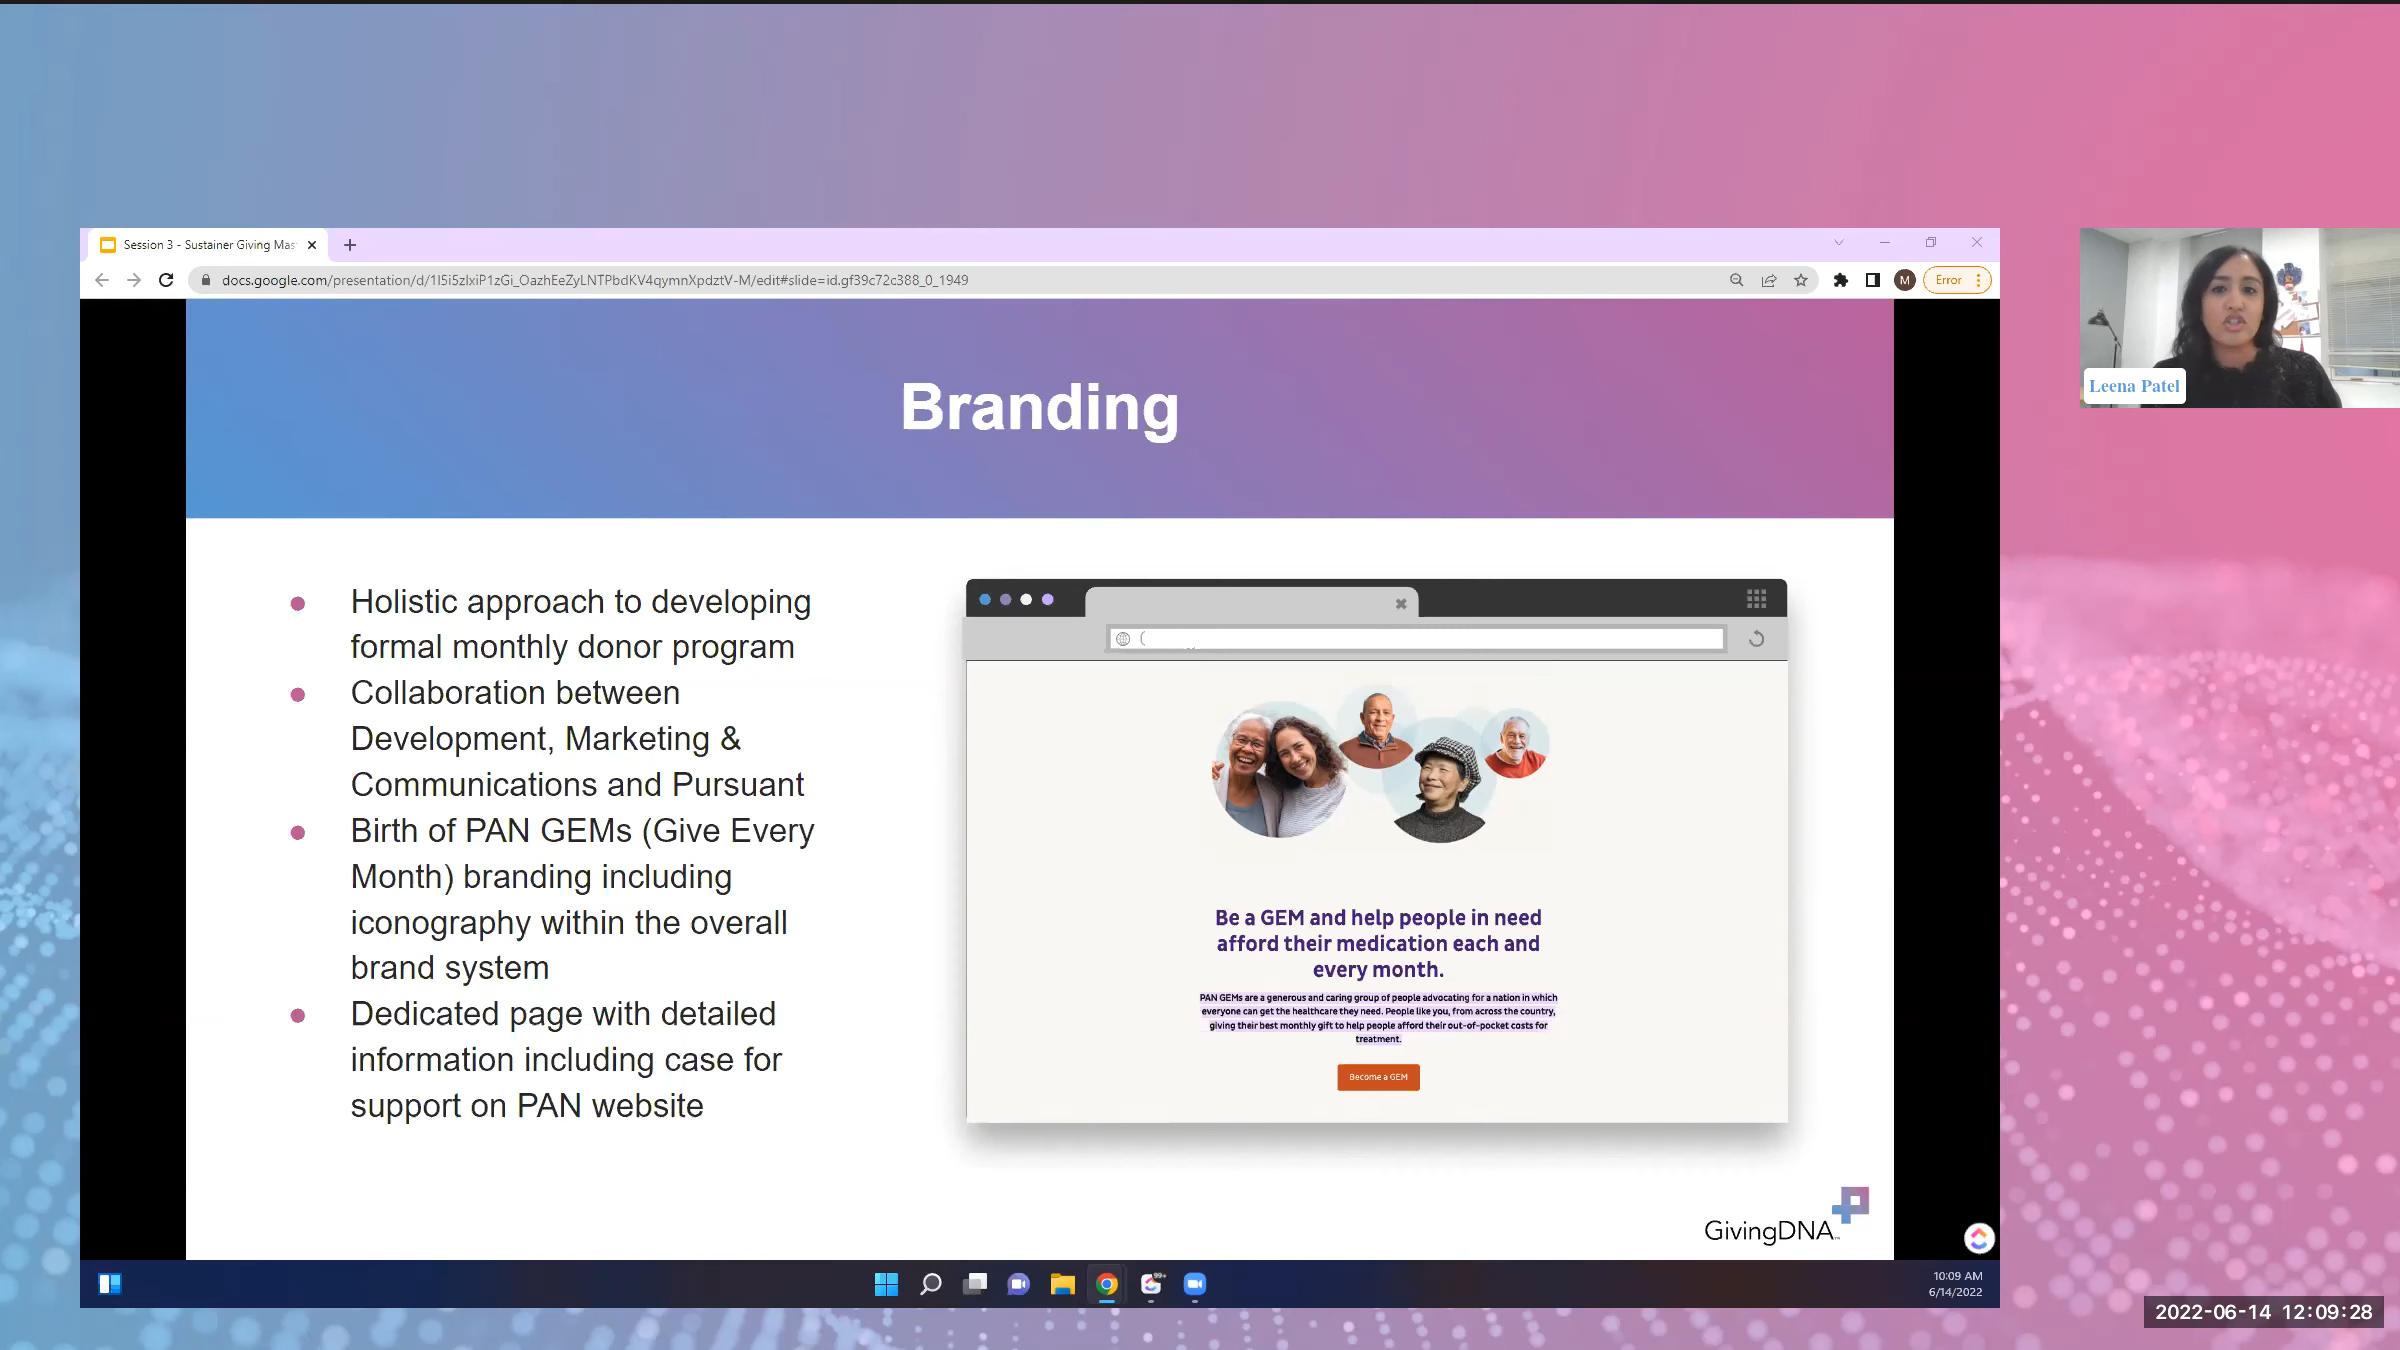 Session 3 - Sustainer Giving Mas
docs.google.com/presentation/d/1I5i5zlxiP1zGi_OazhEeZyLNTPbdKV4qymnXpdztV-M/edit#slide=id.gf39c72c388_0_1949
M
Error
Branding
Holistic approach to developing
formal monthly donor program
Collaboration between
Development, Marketing &
Communications and Pursuant
Birth of PAN GEMs (Give Every
Month) branding including
iconography within the overall
brand system
Dedicated page with detailed
information including case for
support on PAN website
Be a GEM and help people in need
afford their medication each and
every month.
PAN GEMs are a generous and caring group of people advocating for a nation in which
everyone can get the healthcare they need. People like you, from across the country,
giving their best monthly gift to help people afford their out-of-pocket costs for
treatment.
Become a GEM
GivingDNA
Leena Patel
99+
10:09 AM
6/14/2022
2022-06-14 12:09:28